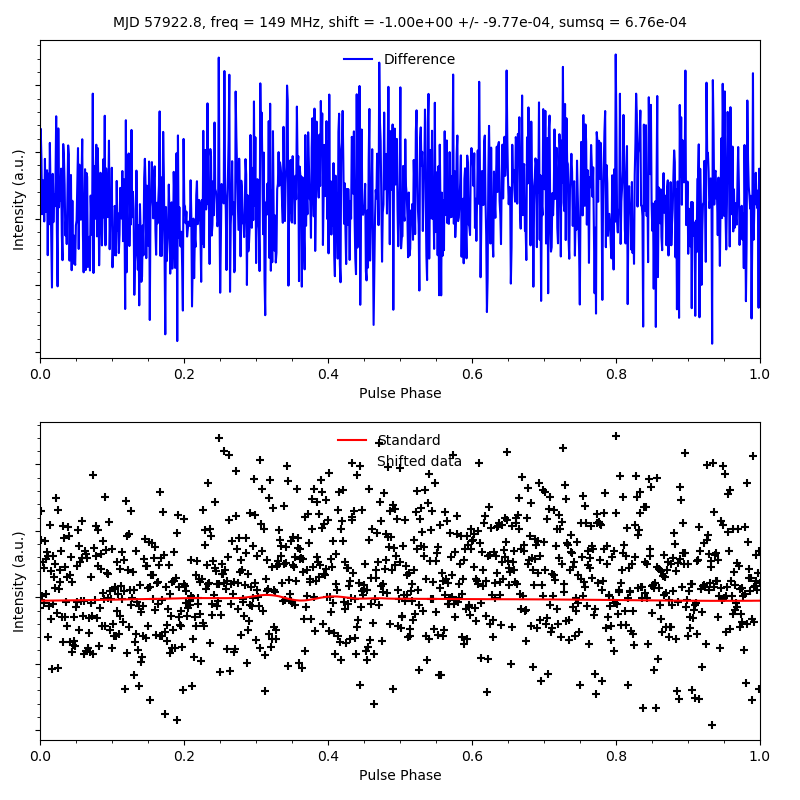 MJD 57922.8, freq = 149 MHz, shift = -1.00e+00 +/- -9.77e-04, sumsq = 6.76e-04
Difference
Intensity (a.u.)
0.0 0.2 0.4 0.6 0.8 1.0
Pulse Phase
Standard
Shifted data
Intensity (a.u.)
0.0 0.2 0.4 0.6 0.8 1.0
Pulse Phase